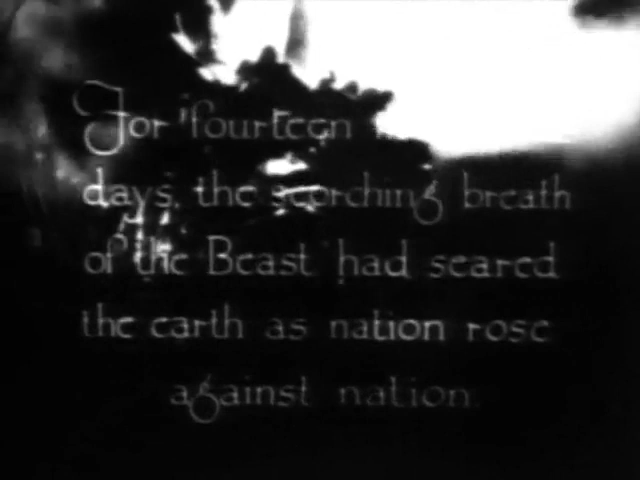 For fourteen
days, the scorching breath
of the Beast had seared
the earth as nation rose
against nation.